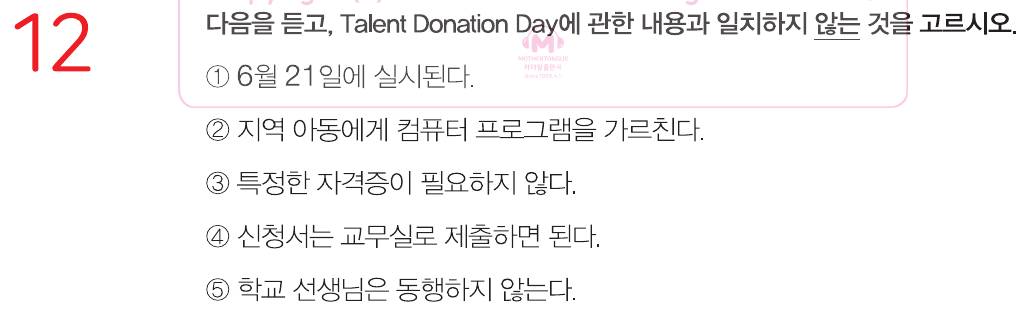 12
다음을 듣고, Talent Donation Day에 관한 내용과 일치하지 않는 것을 고르시오.
① 6월 21일에 실시된다.
② 지역 아동에게 컴퓨터 프로그램을 가르친다.
③ 특정한 자격증이 필요하지 않다.
④ 신청서는 교무실로 제출하면 된다.
⑤ 학교 선생님은 동행하지 않는다.